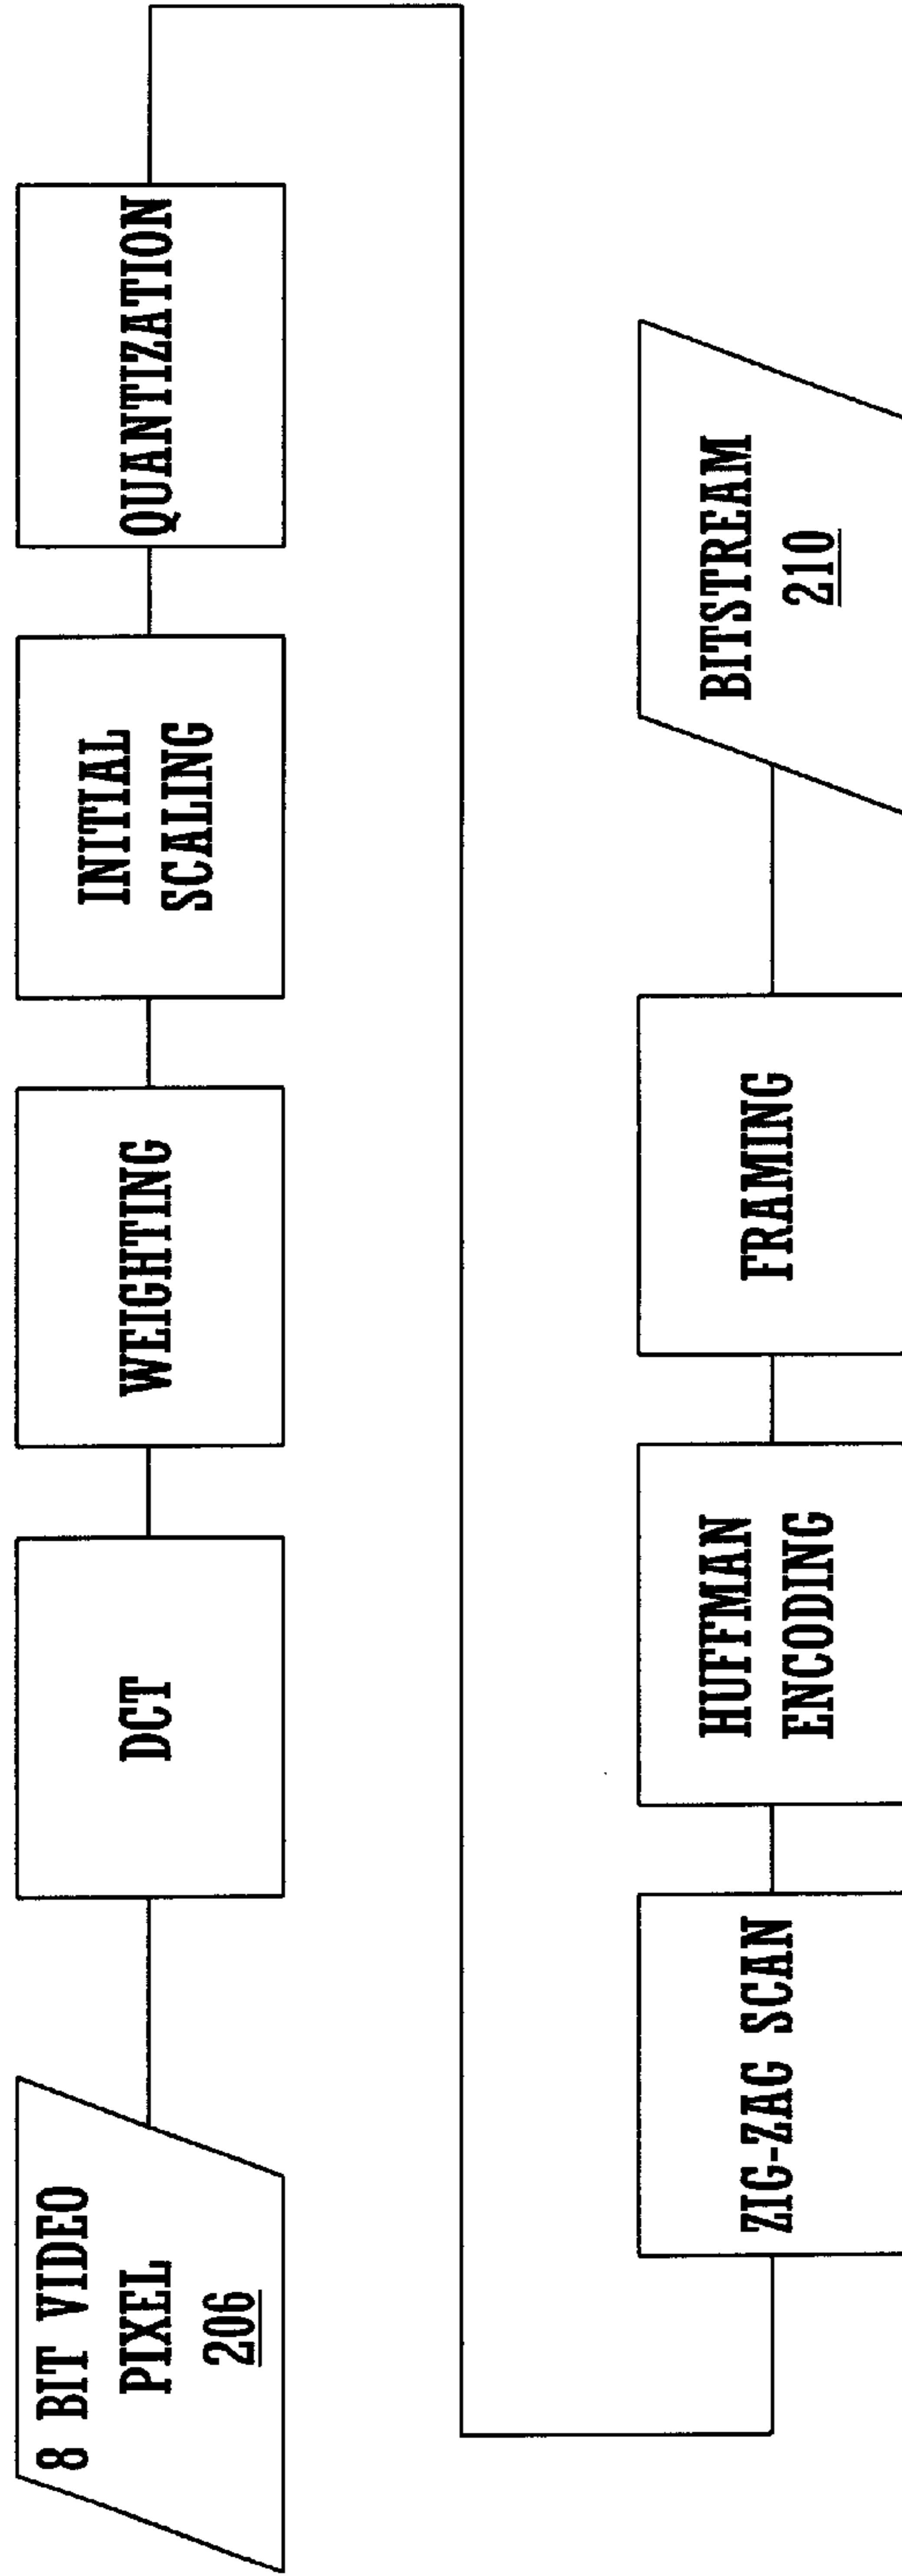 8 BIT VIDEO
PIXEL
206
DCT
WEIGHTING
INITIAL
SCALING
QUANTIZATION
ZIG-ZAG SCAN
HUFFMAN
ENCODING
FRAMING
BITSTREAM
210